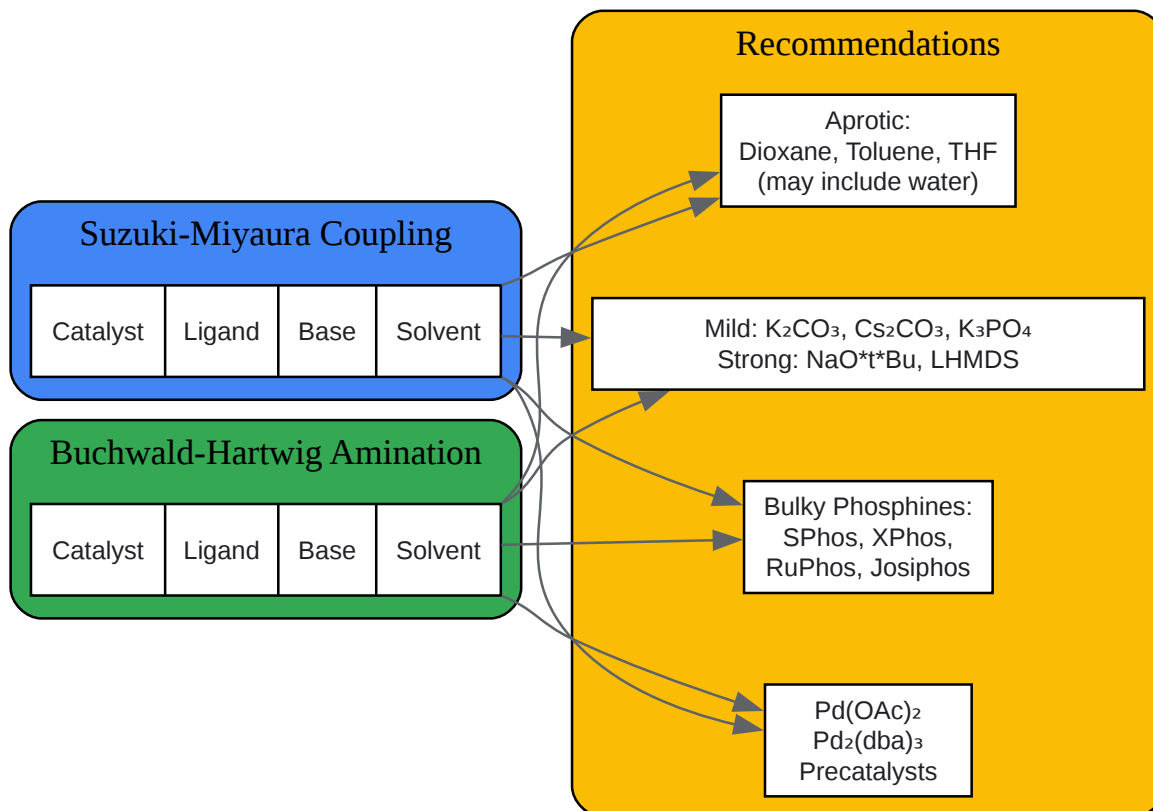 Recommendations
Aprotic:
Dioxane, Toluene, THF
(may include water)
Suzuki-Miyaura Coupling
Catalyst
Ligand
Base
Solvent
Mild: K₂CO₃, Cs₂CO₃, K₃PO₄
Strong: NaO*t*Bu, LHMDS
Buchwald-Hartwig Amination
Catalyst
Ligand
Base
Solvent
Bulky Phosphines:
SPhos, XPhos,
RuPhos, Josiphos
Pd(OAc)₂
Pd₂(dba)₃
Precatalysts